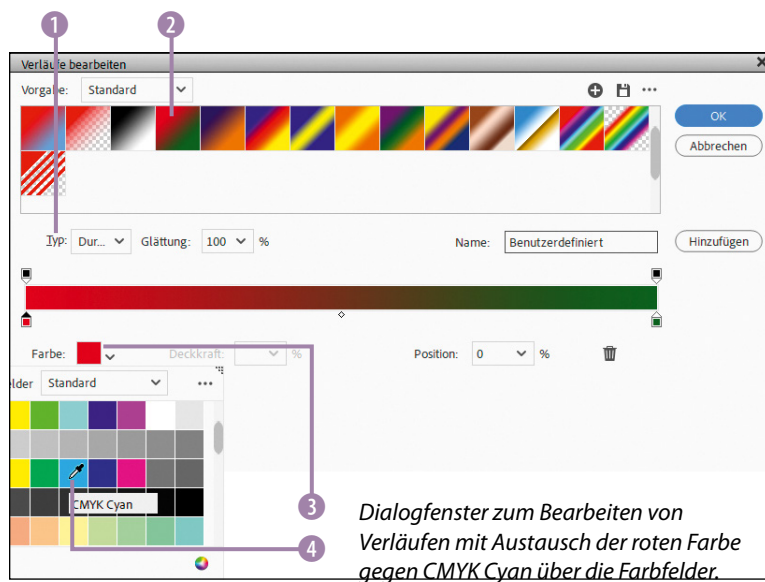 1 2
Verläufe bearbeiten
Vorgabe: Standard
OK
Abbrechen
Typ: Dur... Glättung: 100 % Name: Benutzerdefiniert Hinzufügen
Farbe: Deckkraft: % Position: 0 %
lder Standard
CMYK Cyan
3
4
Dialogfenster zum Bearbeiten von
Verläufen mit Austausch der roten Farbe
gegen CMYK Cyan über die Farbfelder.